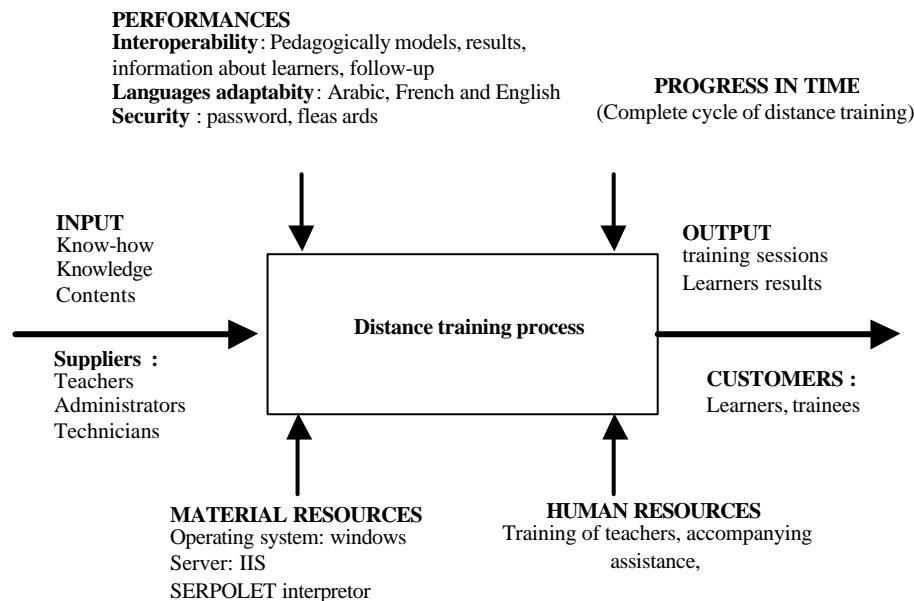 PERFORMANCES
Interoperability: Pedagogically models, results,
information about learners, follow-up
Languages adaptabity: Arabic, French and English
Security : password, fleas ards
PROGRESS IN TIME
(Complete cycle of distance training)
INPUT
Know-how
Knowledge
Contents
Suppliers :
Teachers
Administrators
Technicians
Distance training process
OUTPUT
training sessions
Learners results
CUSTOMERS :
Learners, trainees
MATERIAL RESOURCES
Operating system: windows
Server: IIS
SERPOLET interpretor
HUMAN RESOURCES
Training of teachers, accompanying
assistance,